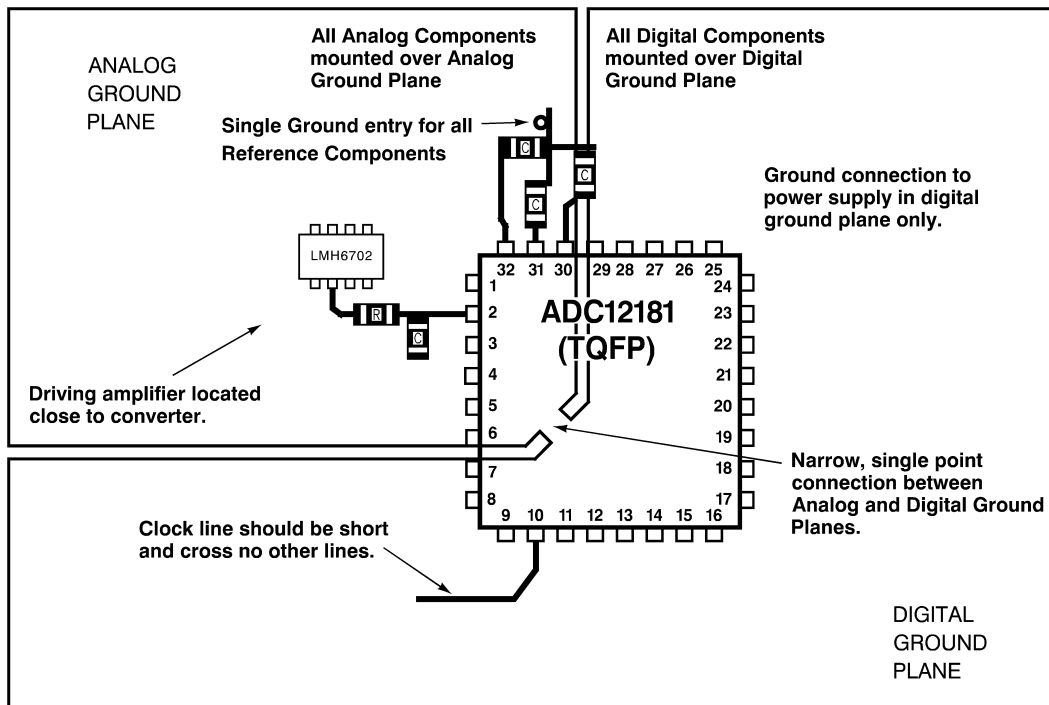 ANALOG
GROUND
PLANE
All Analog Components
mounted over Analog
Ground Plane
All Digital Components
mounted over Digital
Ground Plane
Single Ground entry for all
Reference Components
C
C
C
Ground connection to
power supply in digital
ground plane only.
LMH6702
R
C
32 31 30 29 28 27 26 25
1
2
3
4
5
6
7
8
ADC12181
(TQFP)
24
23
22
21
20
19
18
17
9 10 11 12 13 14 15 16
Driving amplifier located
close to converter.
Narrow, single point
connection between
Analog and Digital Ground
Planes.
Clock line should be short
and cross no other lines.
DIGITAL
GROUND
PLANE